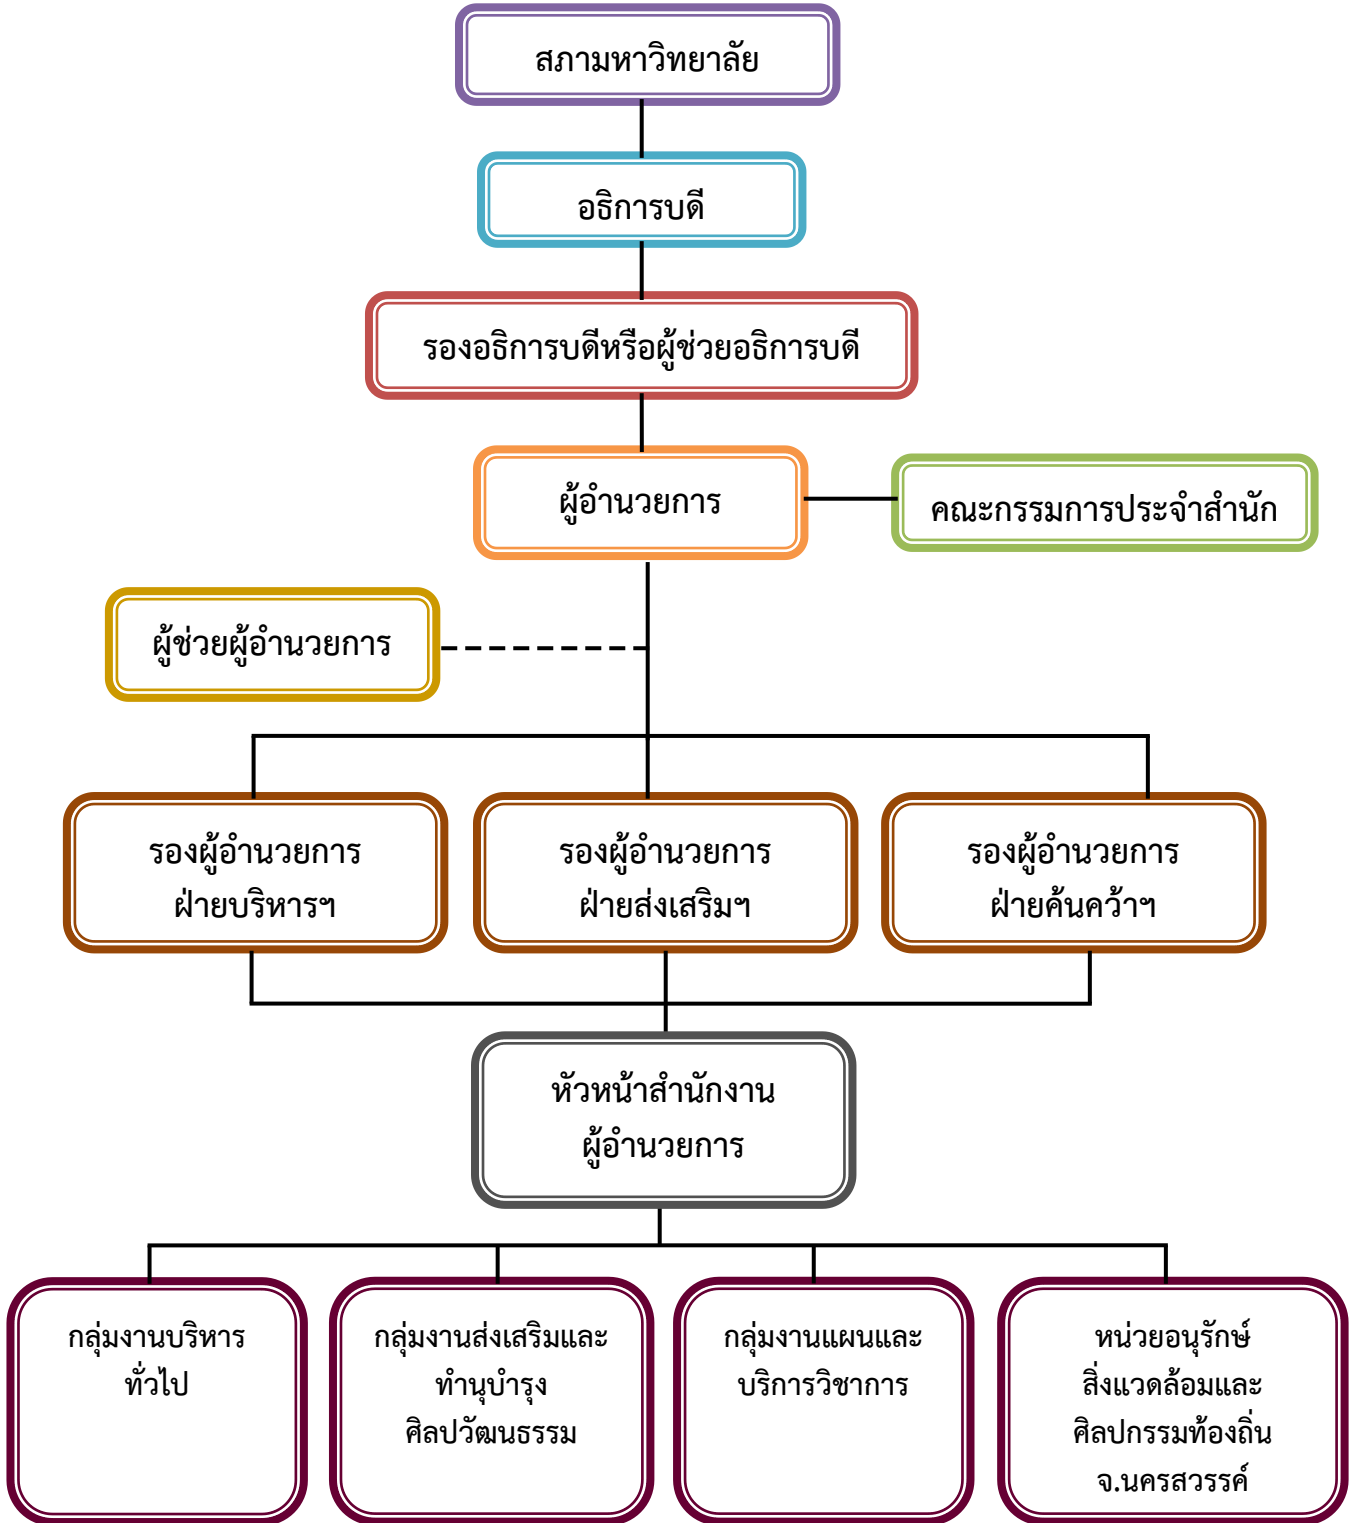 สภามหาวิทยาลัย
อธิการบดี
รองอธิการบดีหรือผู้ช่วยอธิการบดี
ผู้อำนวยการ
คณะกรรมการประจำสำนัก
ผู้ช่วยผู้อำนวยการ
รองผู้อำนวยการ
ฝ่ายบริหารฯ
รองผู้อำนวยการ
ฝ่ายส่งเสริมฯ
รองผู้อำนวยการ
ฝ่ายค้นคว้าฯ
หัวหน้าสำนักงาน
ผู้อำนวยการ
กลุ่มงานบริหาร
ทั่วไป
กลุ่มงานส่งเสริมและ
ทำนุบำรุง
ศิลปวัฒนธรรม
กลุ่มงานแผนและ
บริการวิชาการ
หน่วยอนุรักษ์
สิ่งแวดล้อมและ
ศิลปกรรมท้องถิ่น
จ.นครสวรรค์